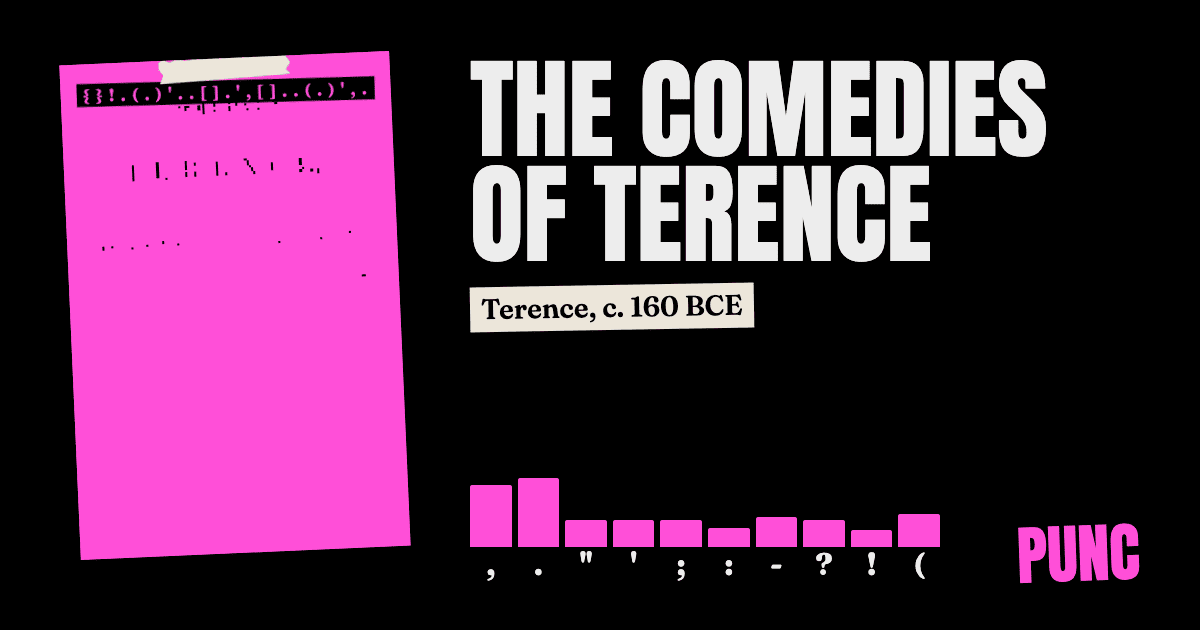 {}!.(.)'..[].',[]..(.)',.
THE COMEDIES
OF TERENCE
Terence, c. 160 BCE
, . " ' ; : - ? ! (
PUNC